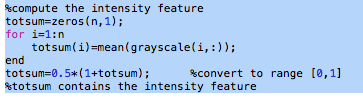 %compute the intensity feature
totsum=zeros(n,1);
for i=1:n
    totsum(i)=mean(grayscale(i,:));
end
totsum=0.5*(1+totsum);      %convert to range [0,1]
%totsum contains the intensity feature